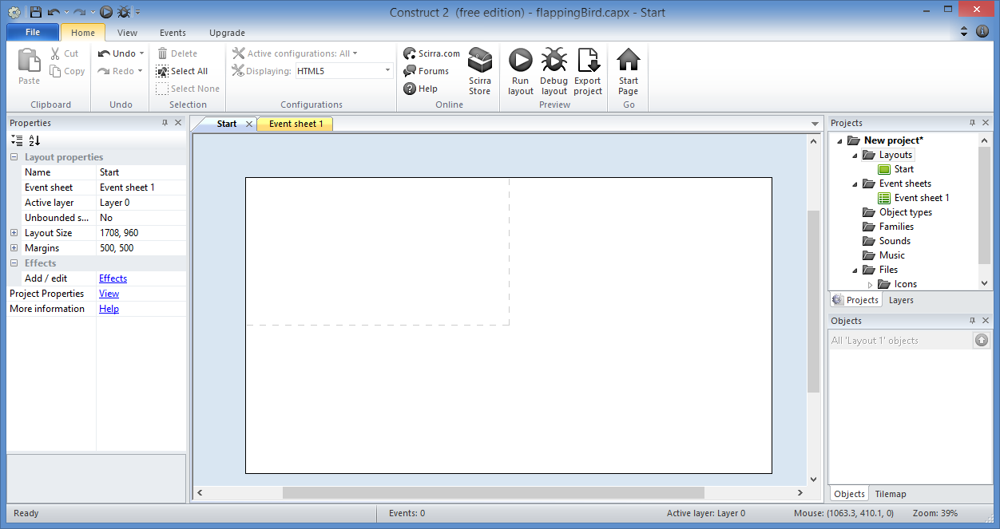 Construct 2 (free edition) - flappingBird.capx - Start
File Home View Events Upgrade
Paste
Cut
Copy
Clipboard
Undo
Redo
Undo
Delete
Select All
Select None
Selection
Active configurations: All
Displaying: HTML5
Configurations
Scirra.com
Forums
Help
Scirra Store
Online
Run layout
Debug layout
Export project
Preview
Start Page
Go
Properties
Layout properties
Name Start
Event sheet Event sheet 1
Active layer Layer 0
Unbounded s... No
Layout Size 1708, 960
Margins 500, 500
Effects
Add / edit Effects
Project Properties View
More information Help
Start Event sheet 1
Projects
New project*
Layouts
Start
Event sheets
Event sheet 1
Object types
Families
Sounds
Music
Files
Icons
Projects Layers
Objects
All 'Layout 1' objects
Objects Tilemap
Ready Events: 0 Active layer: Layer 0 Mouse: (1063.3, 410.1, 0) Zoom: 39%